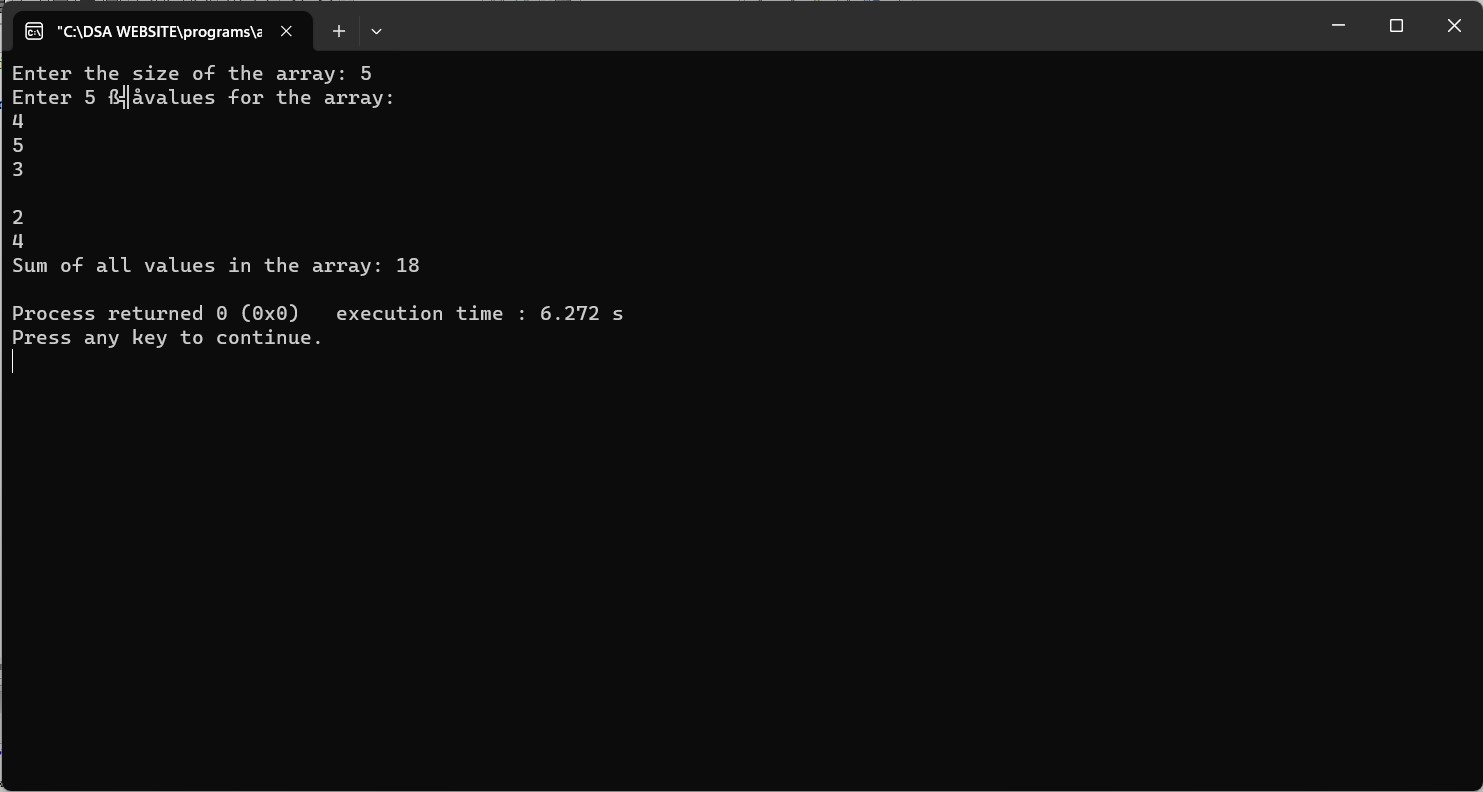 "C:\DSA WEBSITE\programs\a
Enter the size of the array: 5
Enter 5 ß╣åvalues for the array:
4
5
3
2
4
Sum of all values in the array: 18
Process returned 0 (0x0)   execution time : 6.272 s
Press any key to continue.